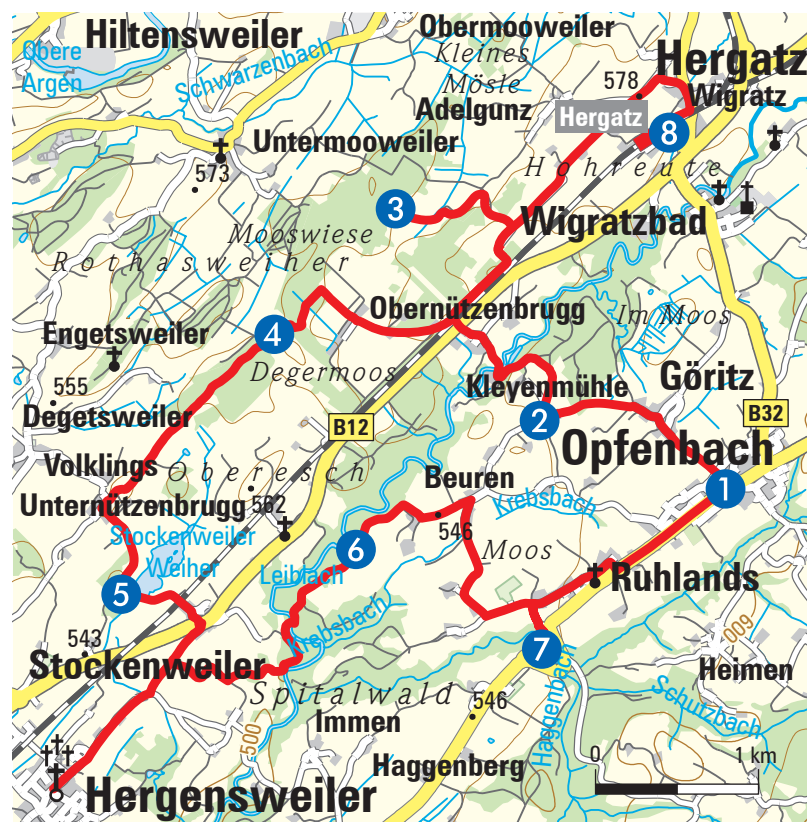 Obermooweiler
Hiltensweiler
Kleines
Mösle
Obere
Argen
Schwarzenbach
578
Hergatz
Wigratz
Adelgunz
Hergatz
8
Untermooweiler
Hohreute
573
3
Wigratzbad
Mooswiese
Rothasweiher
Obernützenbrugg
Im Moos
4
Engetsweiler
Degermoos
Kleyenmühle
Göritz
555
2
B32
Degetsweiler
B12
Opfenbach
Volklings
Oberesch
Beuren
1
Unternützenbrugg
562
Krebsbach
546
Stockenweiler
Weiher
6
Moos
Leiblach
Ruhlands
5
Krebsbach
600
543
7
Stockenweiler
Heimen
Spitalwald
546
Haggenbach
Schutzbach
Immen
500
0
1 km
Haggenberg
Hergensweiler